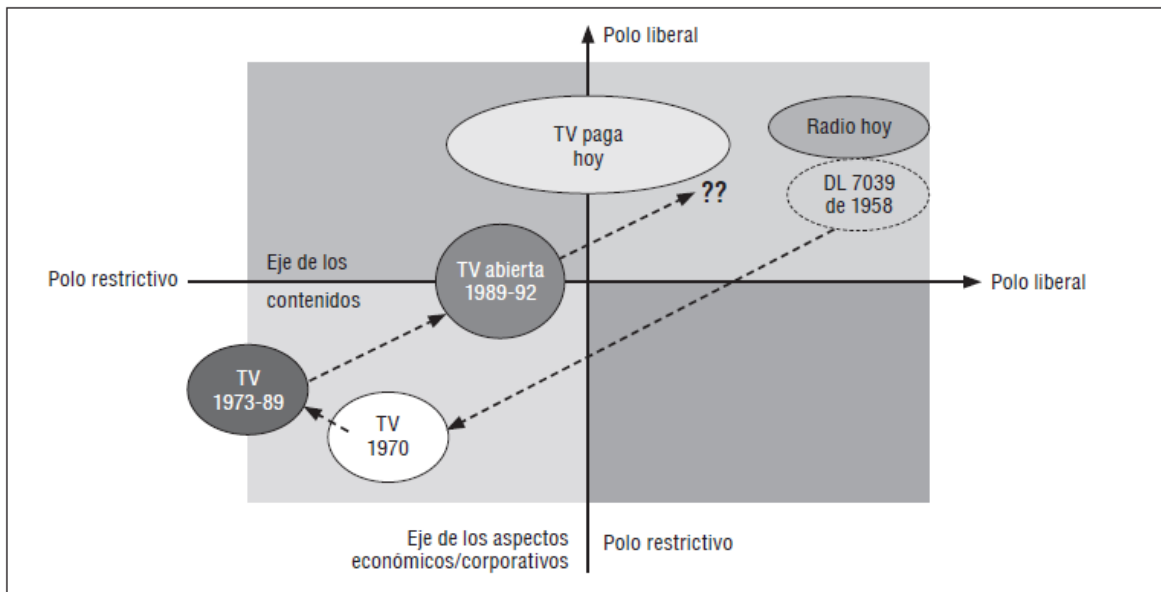 Polo liberal
TV paga
hoy
Radio hoy
DL 7039
de 1958
??
Polo restrictivo
Eje de los
contenidos
TV abierta
1989-92
Polo liberal
TV
1973-89
TV
1970
Eje de los aspectos
económicos/corporativos
Polo restrictivo